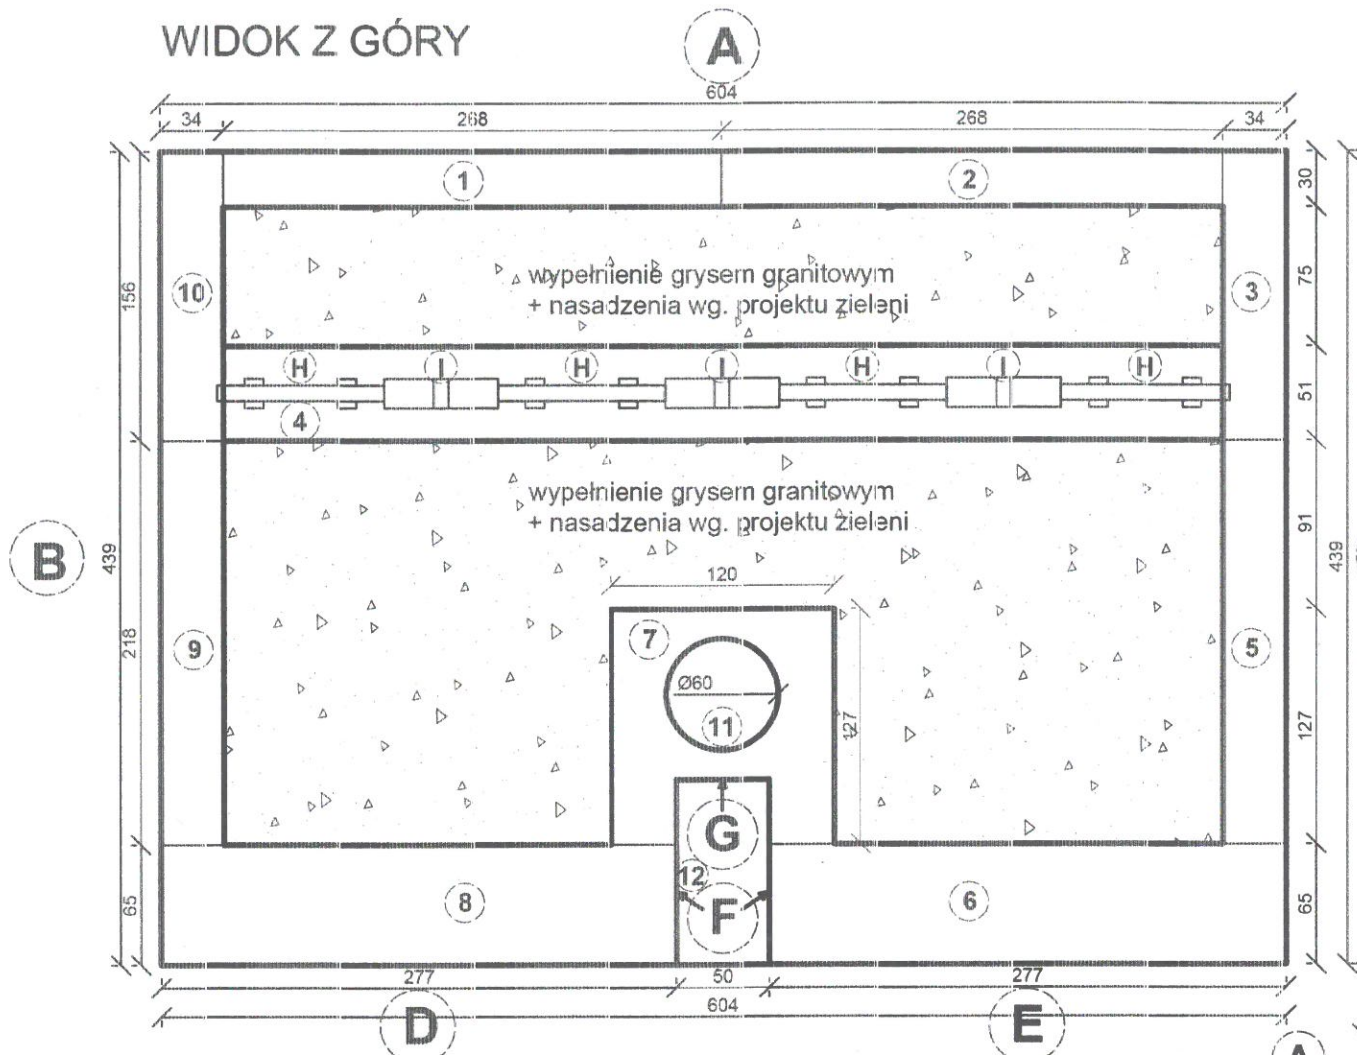 WIDOK Z GÓRY
A
604
34
268
268
34
1
2
30
wypełnienie grysem granitowym
+ nasadzenia wg. projektu zieleni
10
3
156
75
H
I
H
I
H
I
H
4
51
wypełnienie grysem granitowym
+ nasadzenia wg. projektu zieleni
B
439
91
439
120
218
9
7
5
Ø60
11
127
127
G
12
65
8
F
6
65
277
50
277
604
D
E
A